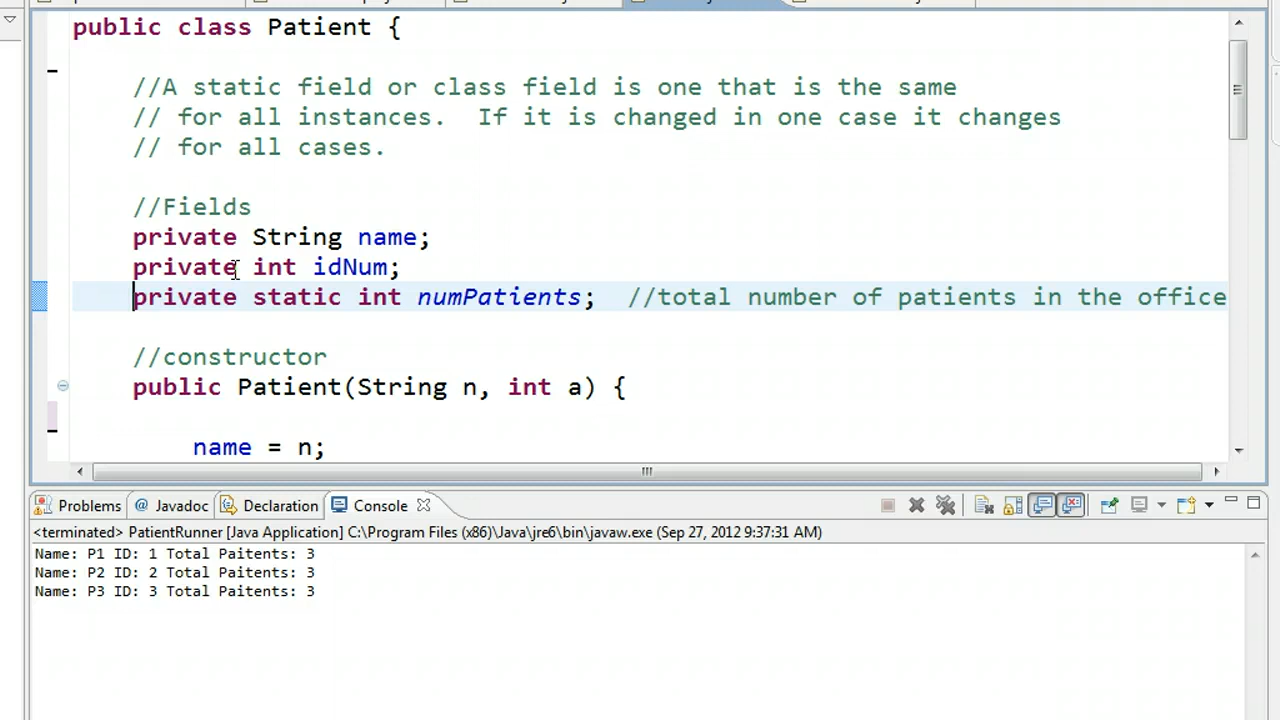 public class Patient {
//A static field or class field is one that is the same
// for all instances.  If it is changed in one case it changes
// for all cases.
//Fields
private String name;
private int idNum;
private static int numPatients;  //total number of patients in the office
//constructor
public Patient(String n, int a) {
name = n;
Problems @ Javadoc Declaration Console
<terminated> PatientRunner [Java Application] C:\Program Files (x86)\Java\jre6\bin\javaw.exe (Sep 27, 2012 9:37:31 AM)
Name: P1 ID: 1 Total Paitents: 3
Name: P2 ID: 2 Total Paitents: 3
Name: P3 ID: 3 Total Paitents: 3